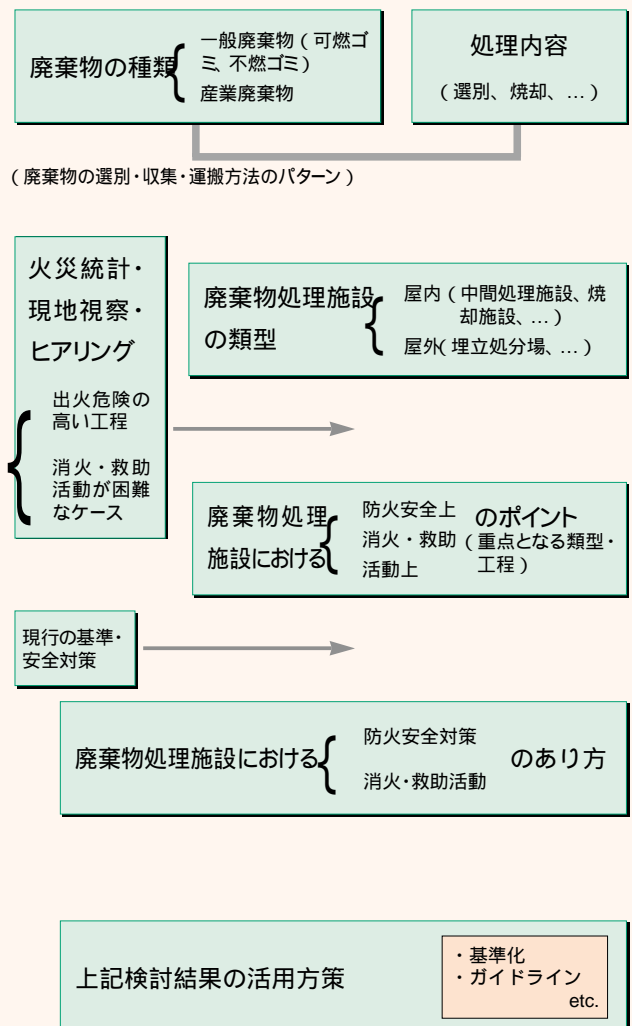 廃棄物の種類
一般廃棄物(可燃ゴ
ミ、不燃ゴミ)
産業廃棄物
処理内容
(選別、焼却、…)
(廃棄物の選別・収集・運搬方法のパターン)
火災統計・
現地視察・
ヒアリング
出火危険の
高い工程
消火・救助
活動が困難
なケース
廃棄物処理施設
の類型
屋内(中間処理施設、焼
却施設、…)
屋外(埋立処分場、…)
廃棄物処理
施設における
防火安全上
消火・救助
活動上
のポイント
(重点となる類型・
工程)
現行の基準・
安全対策
廃棄物処理施設における
防火安全対策
消火・救助活動
のあり方
上記検討結果の活用方策
・基準化
・ガイドライン
etc.